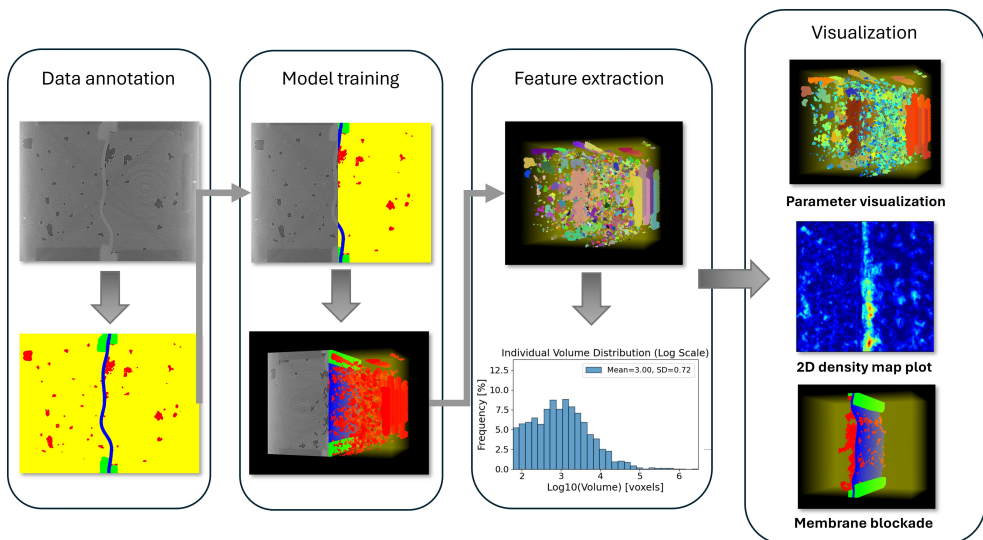 Data annotation
Model training
Feature extraction
Individual Volume Distribution (Log Scale)
Mean=3.00, SD=0.72
Frequency [%]
12.5
10.0
7.5
5.0
2.5
0.0
2 3 4 5 6
Log10(Volume) [voxels]
Visualization
Parameter visualization
2D density map plot
Membrane blockade